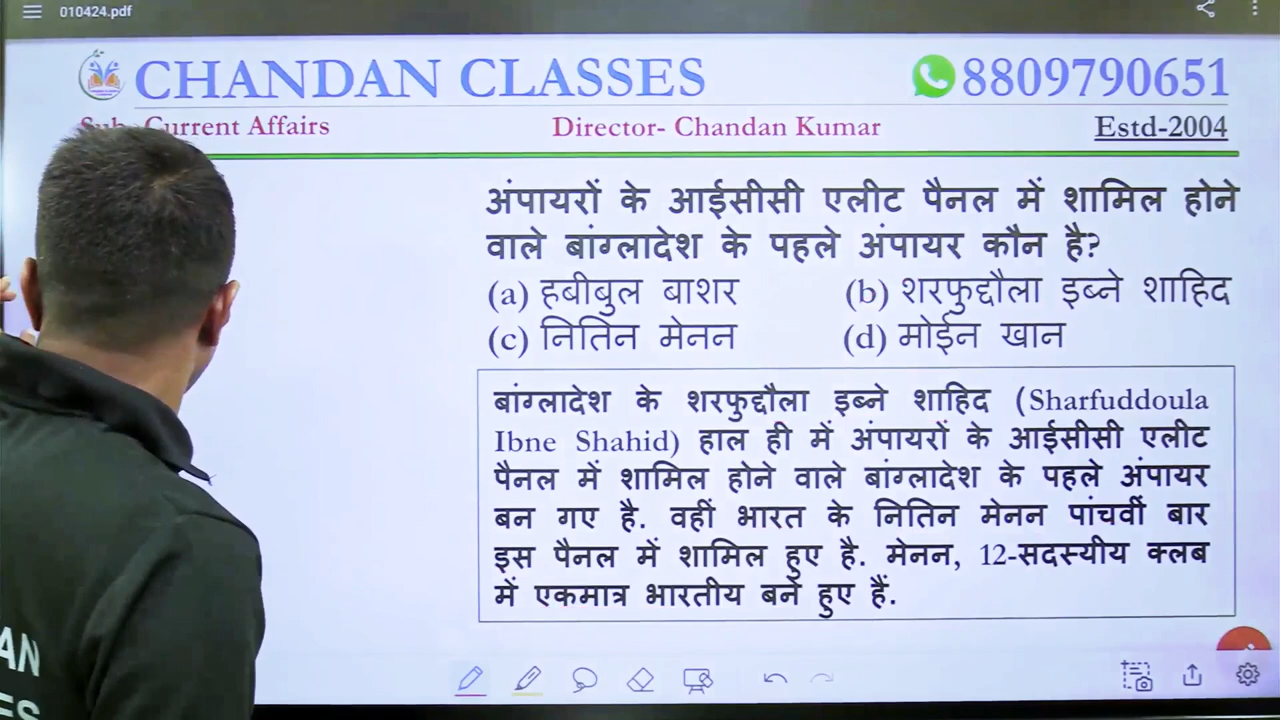 010424.pdf
CHANDAN CLASSES
8809790651
Sub- Current Affairs
Director- Chandan Kumar
Estd-2004
अंपायरों के आईसीसी एलीट पैनल में शामिल होने
वाले बांग्लादेश के पहले अंपायर कौन है?
(a) हबीबुल बाशर (b) शरफुद्दौला इब्ने शाहिद
(c) नितिन मेनन (d) मोईन खान
बांग्लादेश के शरफुद्दौला इब्ने शाहिद (Sharfuddoula
Ibne Shahid) हाल ही में अंपायरों के आईसीसी एलीट
पैनल में शामिल होने वाले बांग्लादेश के पहले अंपायर
बन गए है. वहीं भारत के नितिन मेनन पांचवीं बार
इस पैनल में शामिल हुए है. मेनन, 12-सदस्यीय क्लब
में एकमात्र भारतीय बने हुए हैं.